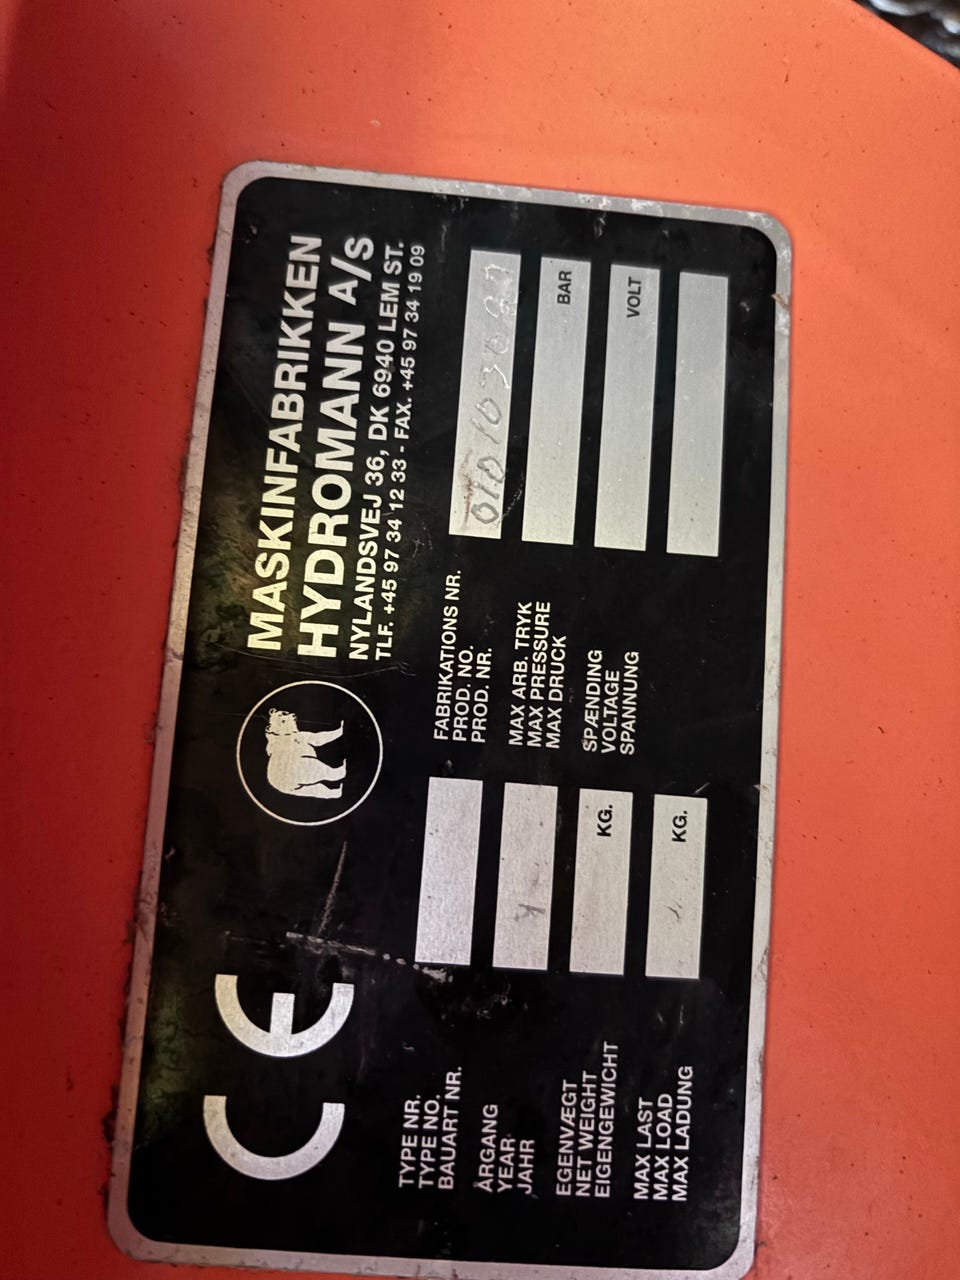 CE
MASKINFABRIKKEN
HYDROMANN A/S
NYLANDSVEJ 36, DK 6940 LEM ST.
TLF. +45 97 34 12 33 - FAX. +45 97 34 19 09
TYPE NR.
TYPE NO.
BAUART NR.
FABRIKATIONS NR.
PROD. NO.
PROD. NR.
ÅRGANG
YEAR
JAHR
MAX ARB. TRYK
MAX PRESSURE
MAX DRUCK
BAR
EGENVÆGT
NET WEIGHT
EIGENGEWICHT
KG.
SPÆNDING
VOLTAGE
SPANNUNG
VOLT
MAX LAST
MAX LOAD
MAX LADUNG
KG.